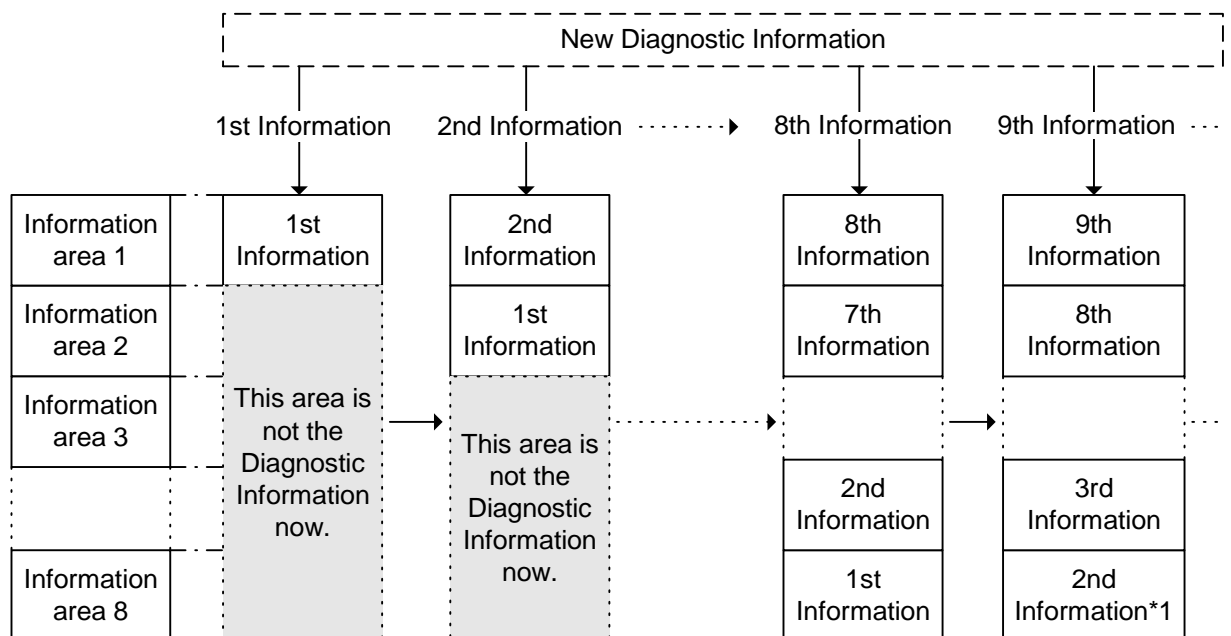 New Diagnostic Information
1st Information
2nd Information
8th Information
9th Information
Information
area 1
1st
Information
2nd
Information
8th
Information
9th
Information
Information
area 2
1st
Information
7th
Information
8th
Information
Information
area 3
This area is
not the
Diagnostic
Information
now.
This area is
not the
Diagnostic
Information
now.
2nd
Information
3rd
Information
Information
area 8
1st
Information
2nd
Information*1